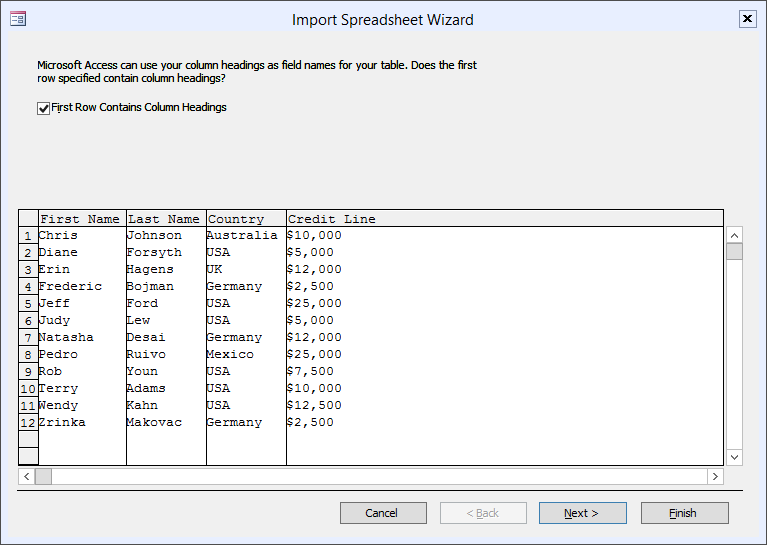 Import Spreadsheet Wizard
Microsoft Access can use your column headings as field names for your table. Does the first
row specified contain column headings?
First Row Contains Column Headings
First Name Last Name Country Credit Line
1 Chris Johnson Australia $10,000
2 Diane Forsyth USA $5,000
3 Erin Hagens UK $12,000
4 Frederic Bojman Germany $2,500
5 Jeff Ford USA $25,000
6 Judy Lew USA $5,000
7 Natasha Desai Germany $12,000
8 Pedro Ruivo Mexico $25,000
9 Rob Youn USA $7,500
10 Terry Adams USA $10,000
11 Wendy Kahn USA $12,500
12 Zrinka Makovac Germany $2,500
Cancel < Back Next > Finish